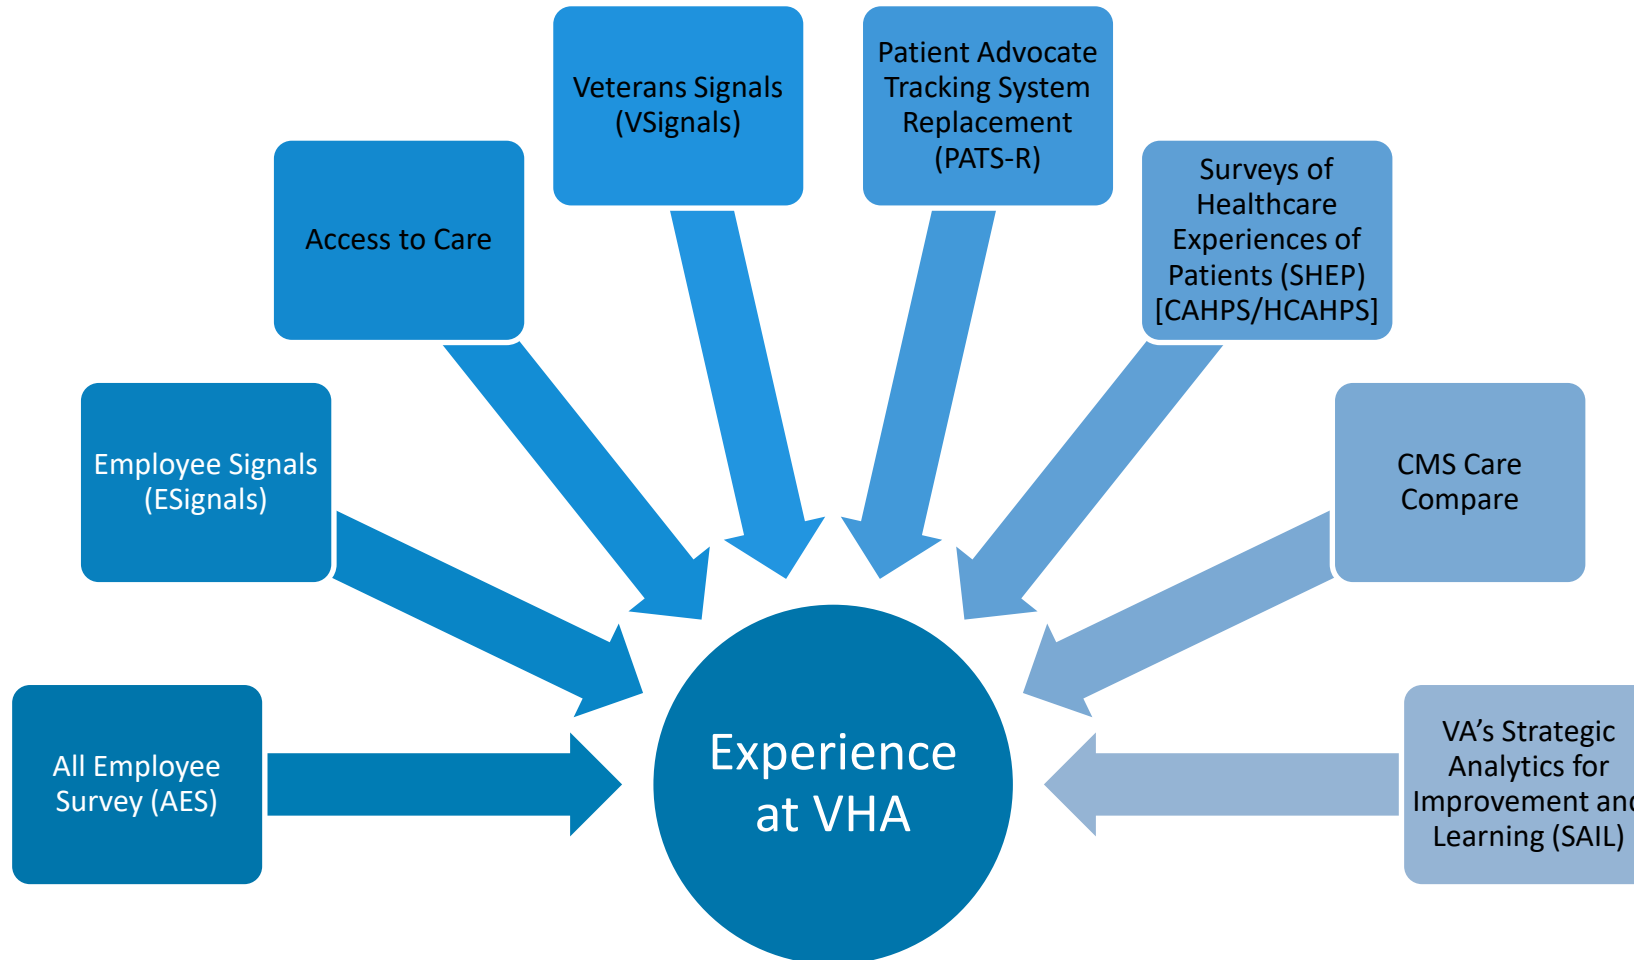 Veterans Signals
(VSignals)
Patient Advocate
Tracking System
Replacement
(PATS-R)
Access to Care
Surveys of
Healthcare
Experiences of
Patients (SHEP)
[CAHPS/HCAHPS]
Employee Signals
(ESignals)
CMS Care
Compare
All Employee
Survey (AES)
VA’s Strategic
Analytics for
Improvement and
Learning (SAIL)
Experience
at VHA